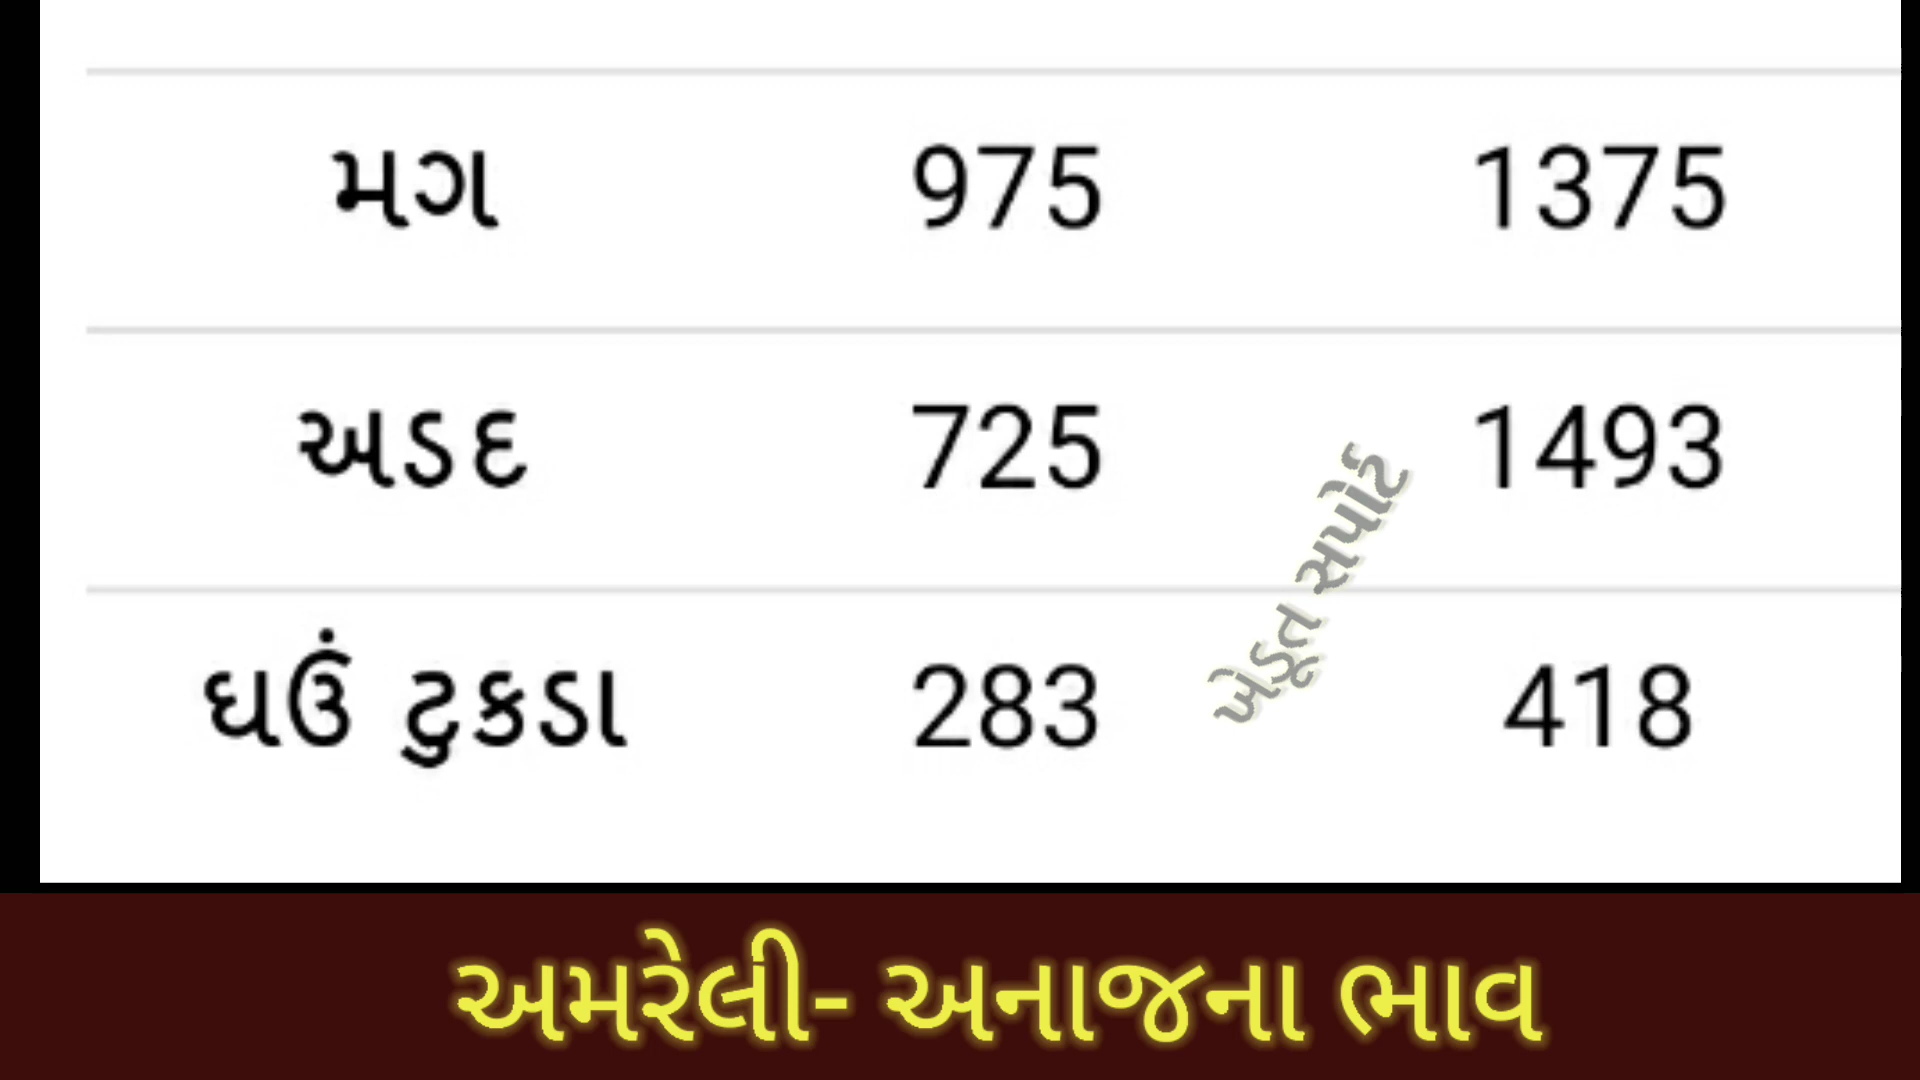 મગ 975 1375
અડદ 725 1493
ઘઉં ટુકડા 283 418
ખેડૂત સપોર્ટ
અમરેલી- અનાજના ભાવ